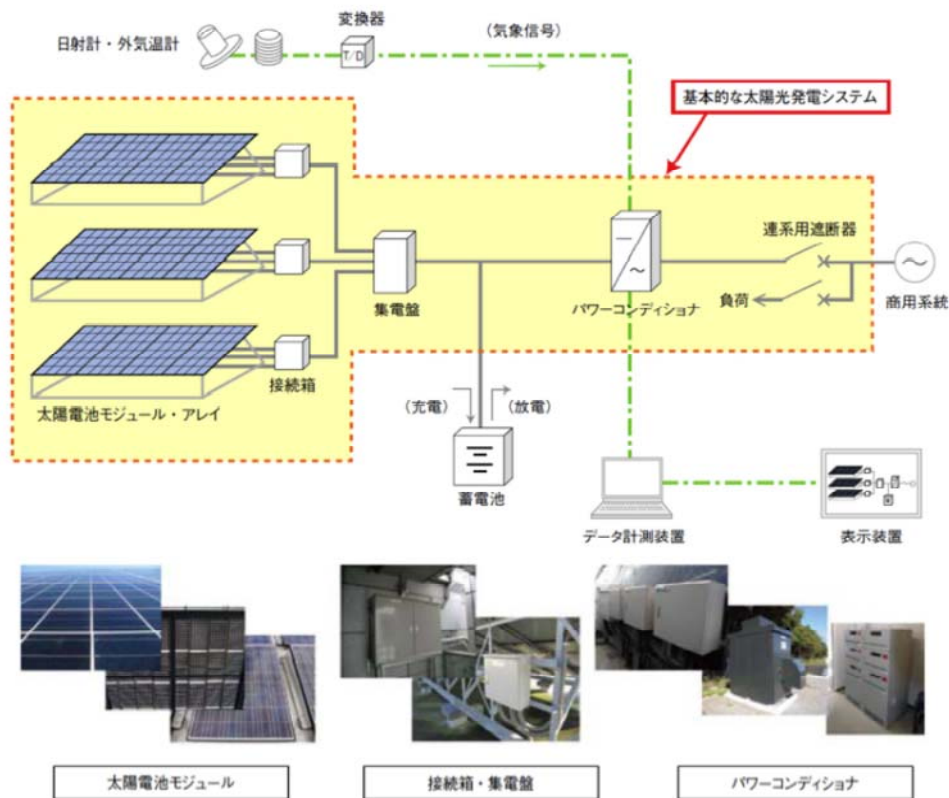 変換器
日射計・外気温計
T/D
(気象信号)
基本的な太陽光発電システム
連系用遮断器
集電盤
パワーコンディショナ
負荷
商用系統
接続箱
太陽電池モジュール・アレイ
(充電)
(放電)
蓄電池
データ計測装置
表示装置
太陽電池モジュール
接続箱・集電盤
パワーコンディショナ